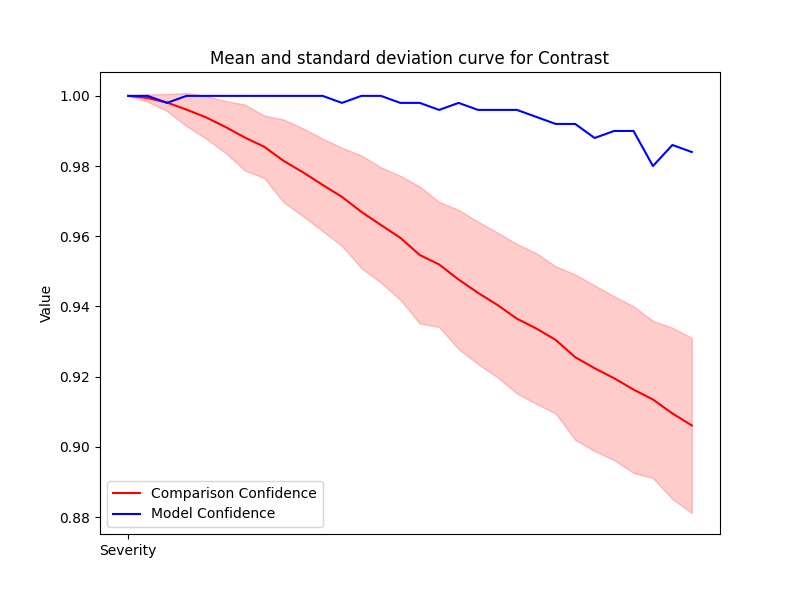 Mean and standard deviation curve for Contrast
1.00
0.98
0.96
0.94
0.92
0.90
0.88
Value
Comparison Confidence
Model Confidence
Severity